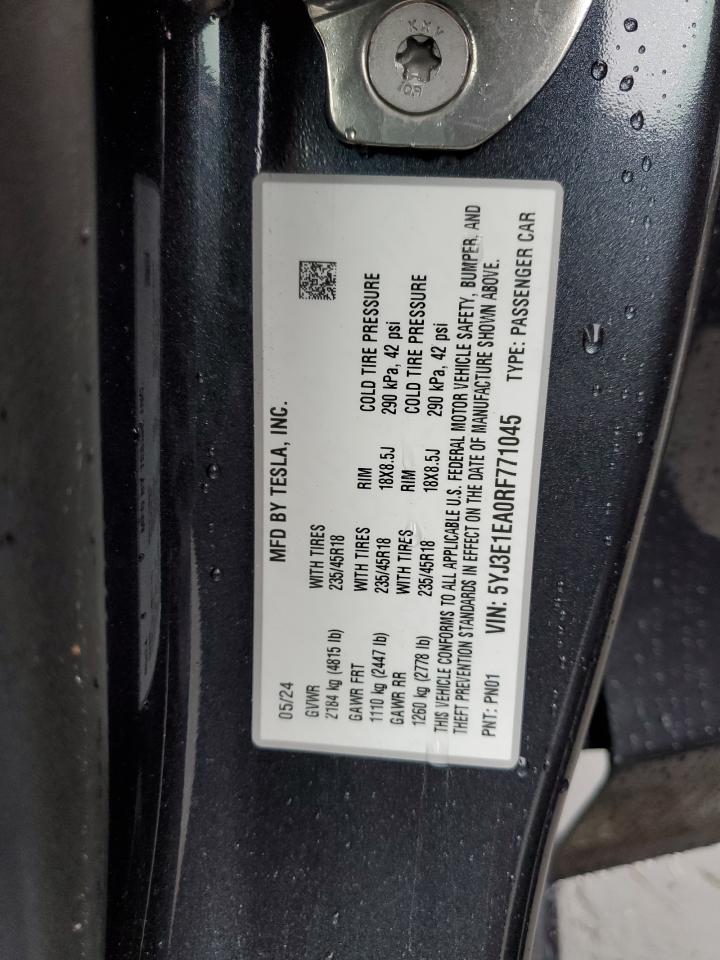 MFD BY TESLA, INC.
05/24
GVWR WITH TIRES RIM COLD TIRE PRESSURE
2184 kg (4815 lb) 235/45R18 18X8.5J 290 kPa, 42 psi
GAWR FRT WITH TIRES RIM COLD TIRE PRESSURE
1110 kg (2447 lb) 235/45R18 18X8.5J 290 kPa, 42 psi
GAWR RR WITH TIRES
1260 kg (2778 lb) 235/45R18
THIS VEHICLE CONFORMS TO ALL APPLICABLE U.S. FEDERAL MOTOR VEHICLE SAFETY, BUMPER, AND
THEFT PREVENTION STANDARDS IN EFFECT ON THE DATE OF MANUFACTURE SHOWN ABOVE.
PNT: PN01 VIN: 5YJ3E1EA0RF771045 TYPE: PASSENGER CAR
KXV